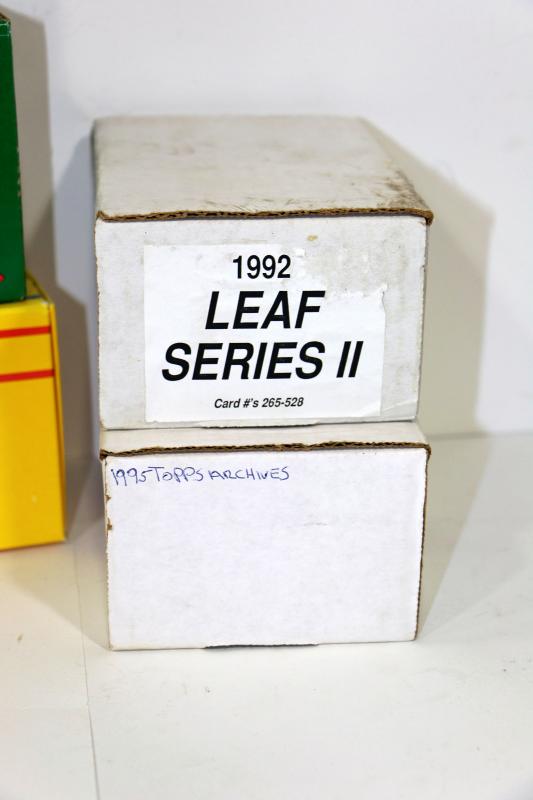 1992
LEAF
SERIES II
Card #'s 265-528
1995 TOPPS ARCHIVES